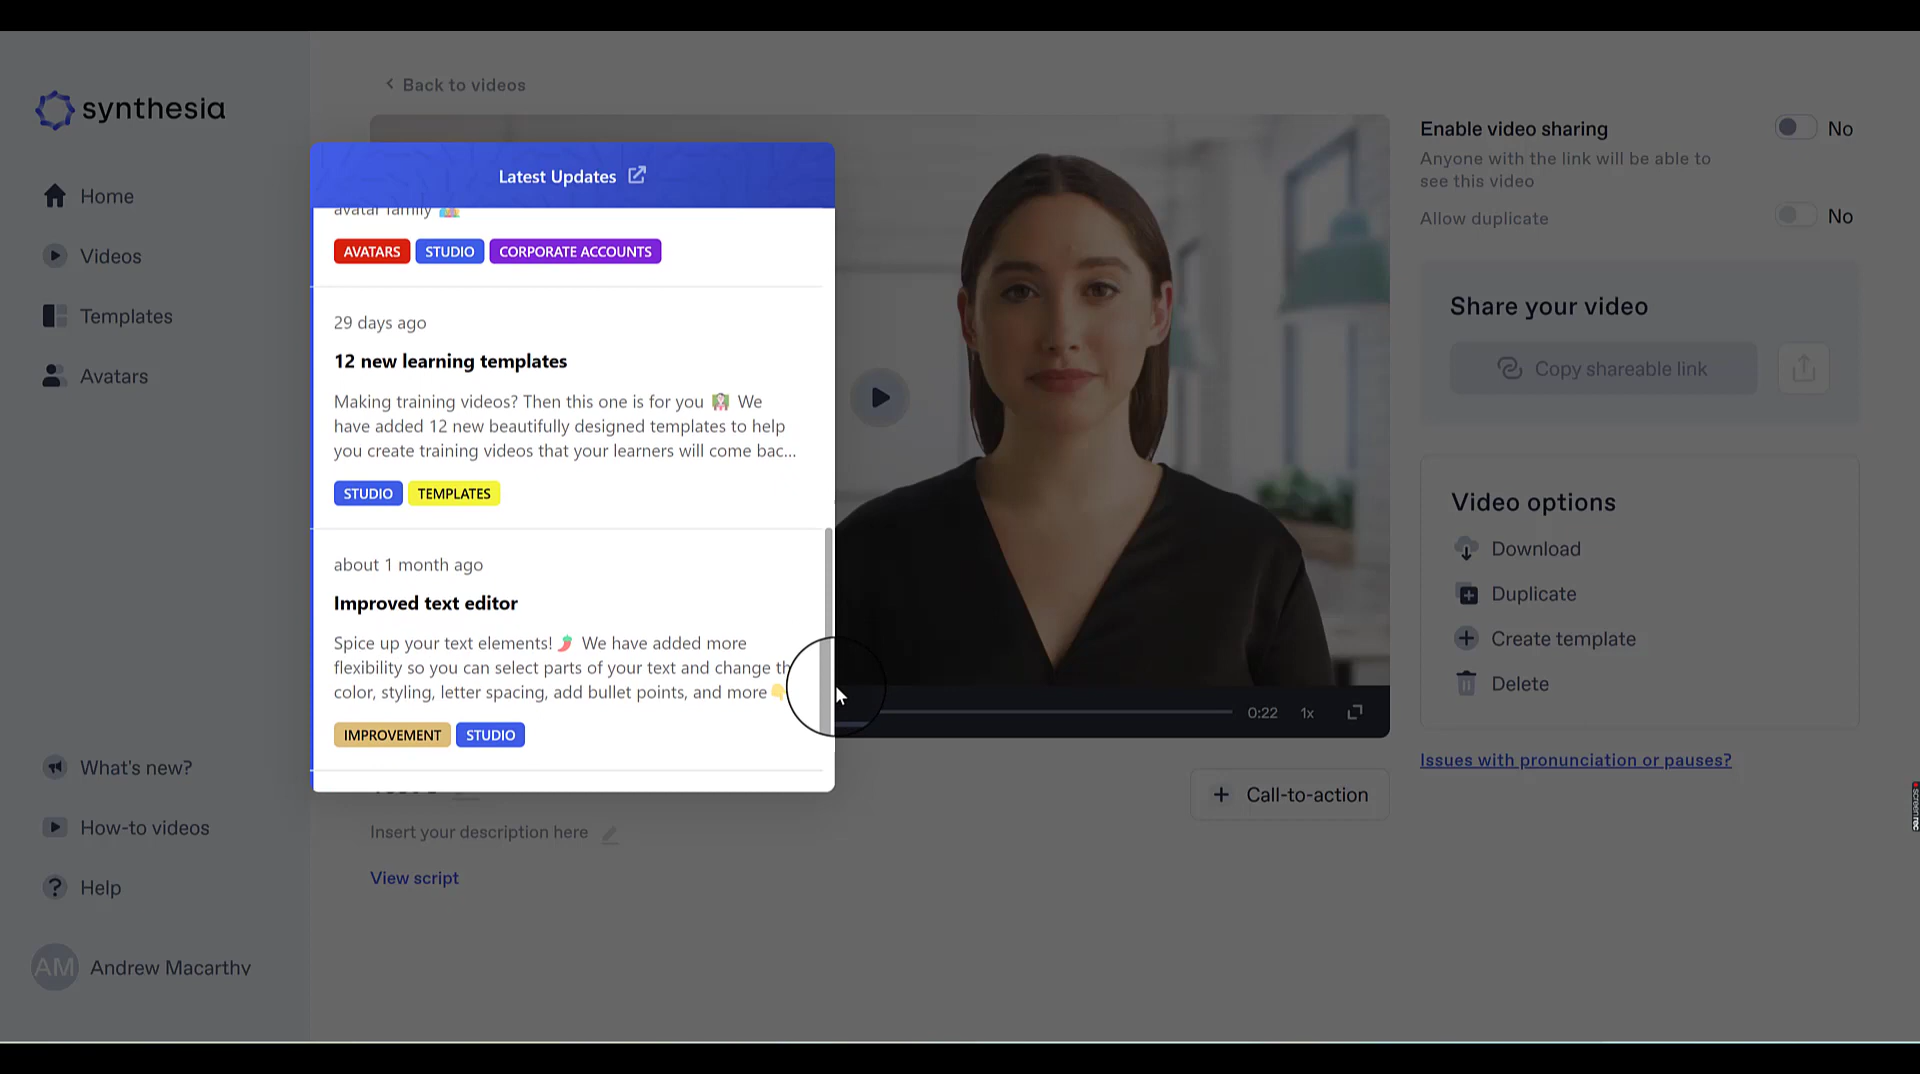 synthesia
Home
Videos
Templates
Avatars
What's new?
How-to videos
Help
AM
Andrew Macarthy
Back to videos
Latest Updates
avatar family
AVATARS STUDIO CORPORATE ACCOUNTS
29 days ago
12 new learning templates
Making training videos? Then this one is for you 👩‍🏫 We
have added 12 new beautifully designed templates to help
you create training videos that your learners will come bac...
STUDIO TEMPLATES
about 1 month ago
Improved text editor
Spice up your text elements! 🌶️ We have added more
flexibility so you can select parts of your text and change th
color, styling, letter spacing, add bullet points, and more 👇
IMPROVEMENT STUDIO
0:22 1x
Call-to-action
Insert your description here
View script
Enable video sharing No
Anyone with the link will be able to
see this video
Allow duplicate No
Share your video
Copy shareable link
Video options
Download
Duplicate
Create template
Delete
Issues with pronunciation or pauses?
screenrec